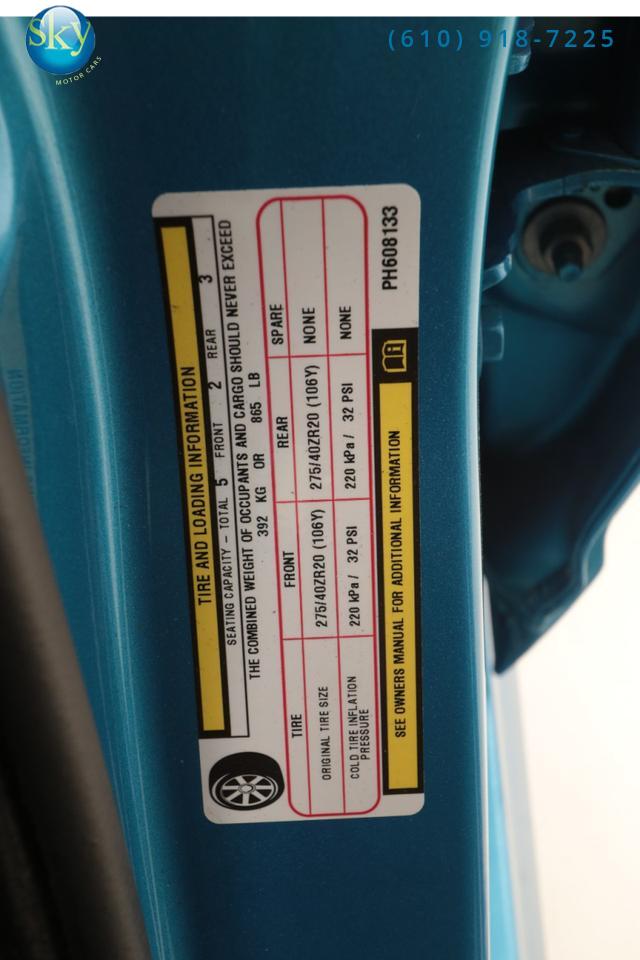 Sky
MOTOR CARS
(610) 918-7225
TIRE AND LOADING INFORMATION
SEATING CAPACITY – TOTAL 5 FRONT 2 REAR 3
THE COMBINED WEIGHT OF OCCUPANTS AND CARGO SHOULD NEVER EXCEED
392 KG OR 865 LB
TIRE FRONT REAR SPARE
ORIGINAL TIRE SIZE 275/40ZR20 (106Y) 275/40ZR20 (106Y) NONE
COLD TIRE INFLATION PRESSURE 220 kPa / 32 PSI 220 kPa / 32 PSI NONE
SEE OWNERS MANUAL FOR ADDITIONAL INFORMATION
PH608133